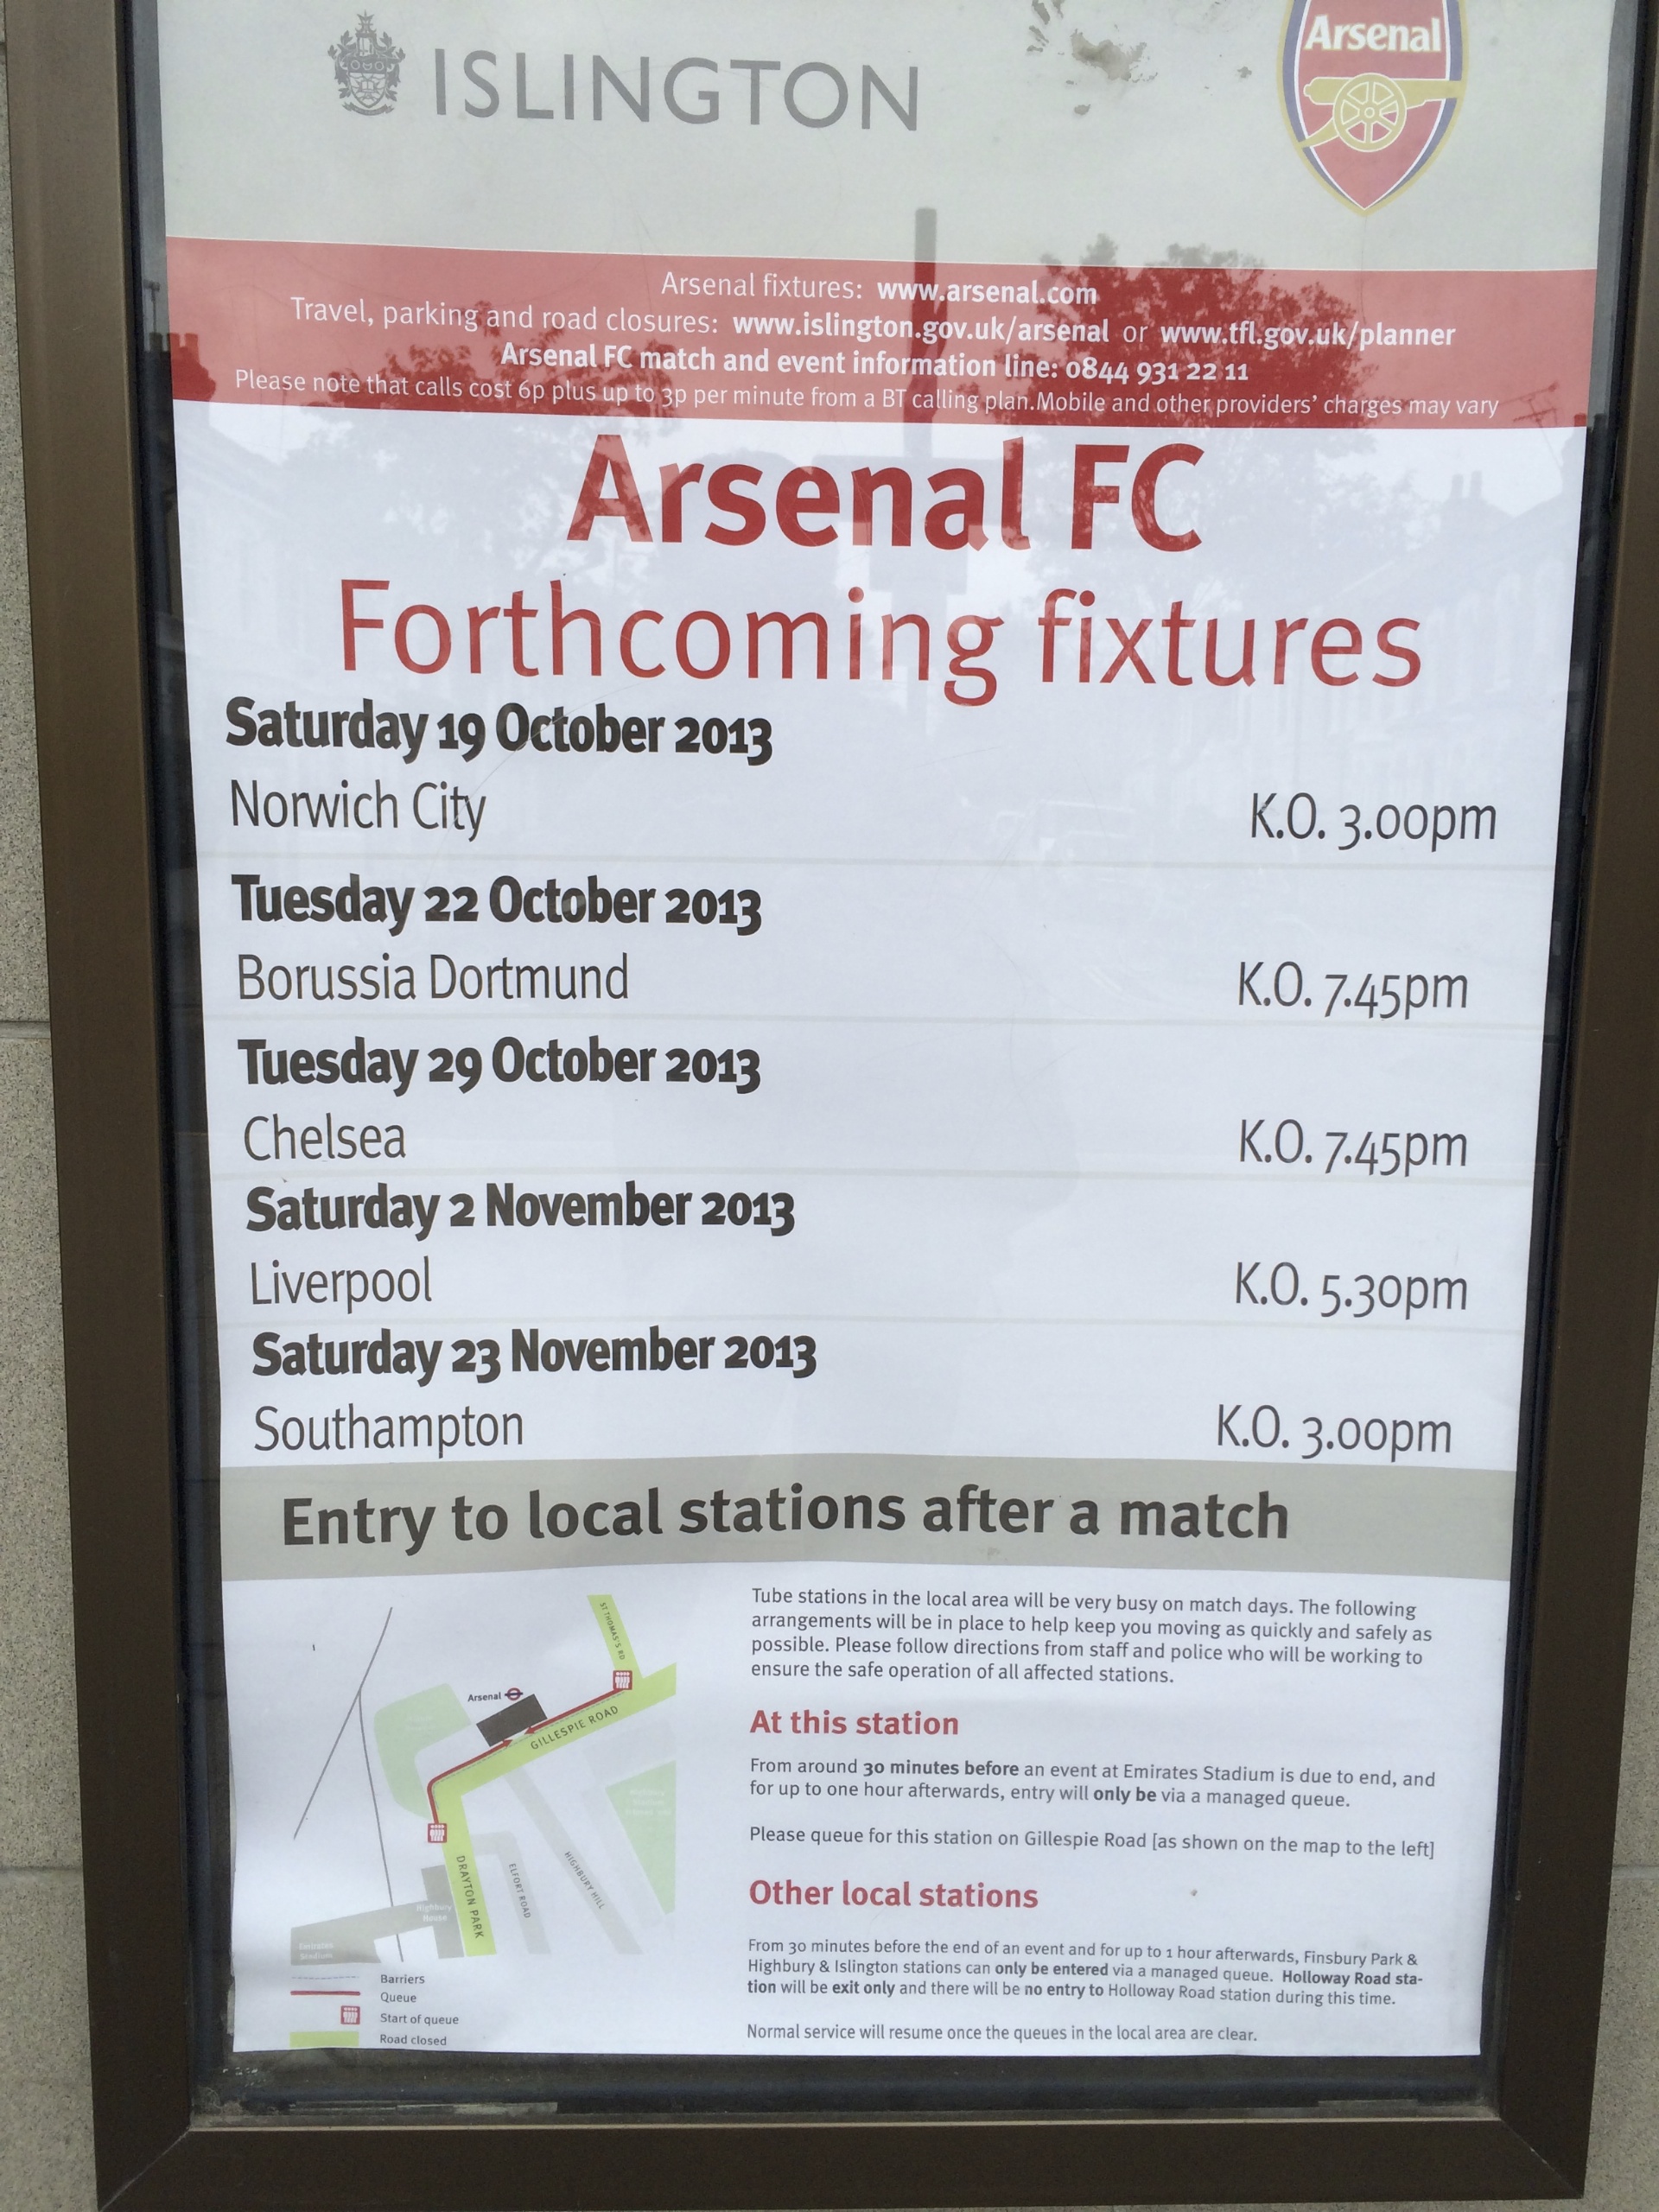 ISLINGTON
Arsenal
Arsenal fixtures: www.arsenal.com
Travel, parking and road closures: www.islington.gov.uk/arsenal or www.tfl.gov.uk/planner
Arsenal FC match and event information line: 0844 931 22 11
Please note that calls cost 6p plus up to 3p per minute from a BT calling plan.Mobile and other providers' charges may vary
Arsenal FC
Forthcoming fixtures
Saturday 19 October 2013
Norwich City K.O. 3.00pm
Tuesday 22 October 2013
Borussia Dortmund K.O. 7.45pm
Tuesday 29 October 2013
Chelsea K.O. 7.45pm
Saturday 2 November 2013
Liverpool K.O. 5.30pm
Saturday 23 November 2013
Southampton K.O. 3.00pm
Entry to local stations after a match
ST THOMAS'S RD
Arsenal
GILLESPIE ROAD
DRAYTON PARK
ELFORT ROAD
HIGHBURY HILL
Highbury
House
Emirates
Stadium
Barriers
Queue
Start of queue
Road closed
Tube stations in the local area will be very busy on match days. The following
arrangements will be in place to help keep you moving as quickly and safely as
possible. Please follow directions from staff and police who will be working to
ensure the safe operation of all affected stations.
At this station
From around 30 minutes before an event at Emirates Stadium is due to end, and
for up to one hour afterwards, entry will only be via a managed queue.
Please queue for this station on Gillespie Road [as shown on the map to the left]
Other local stations
From 30 minutes before the end of an event and for up to 1 hour afterwards, Finsbury Park &
Highbury & Islington stations can only be entered via a managed queue. Holloway Road sta-
tion will be exit only and there will be no entry to Holloway Road station during this time.
Normal service will resume once the queues in the local area are clear.